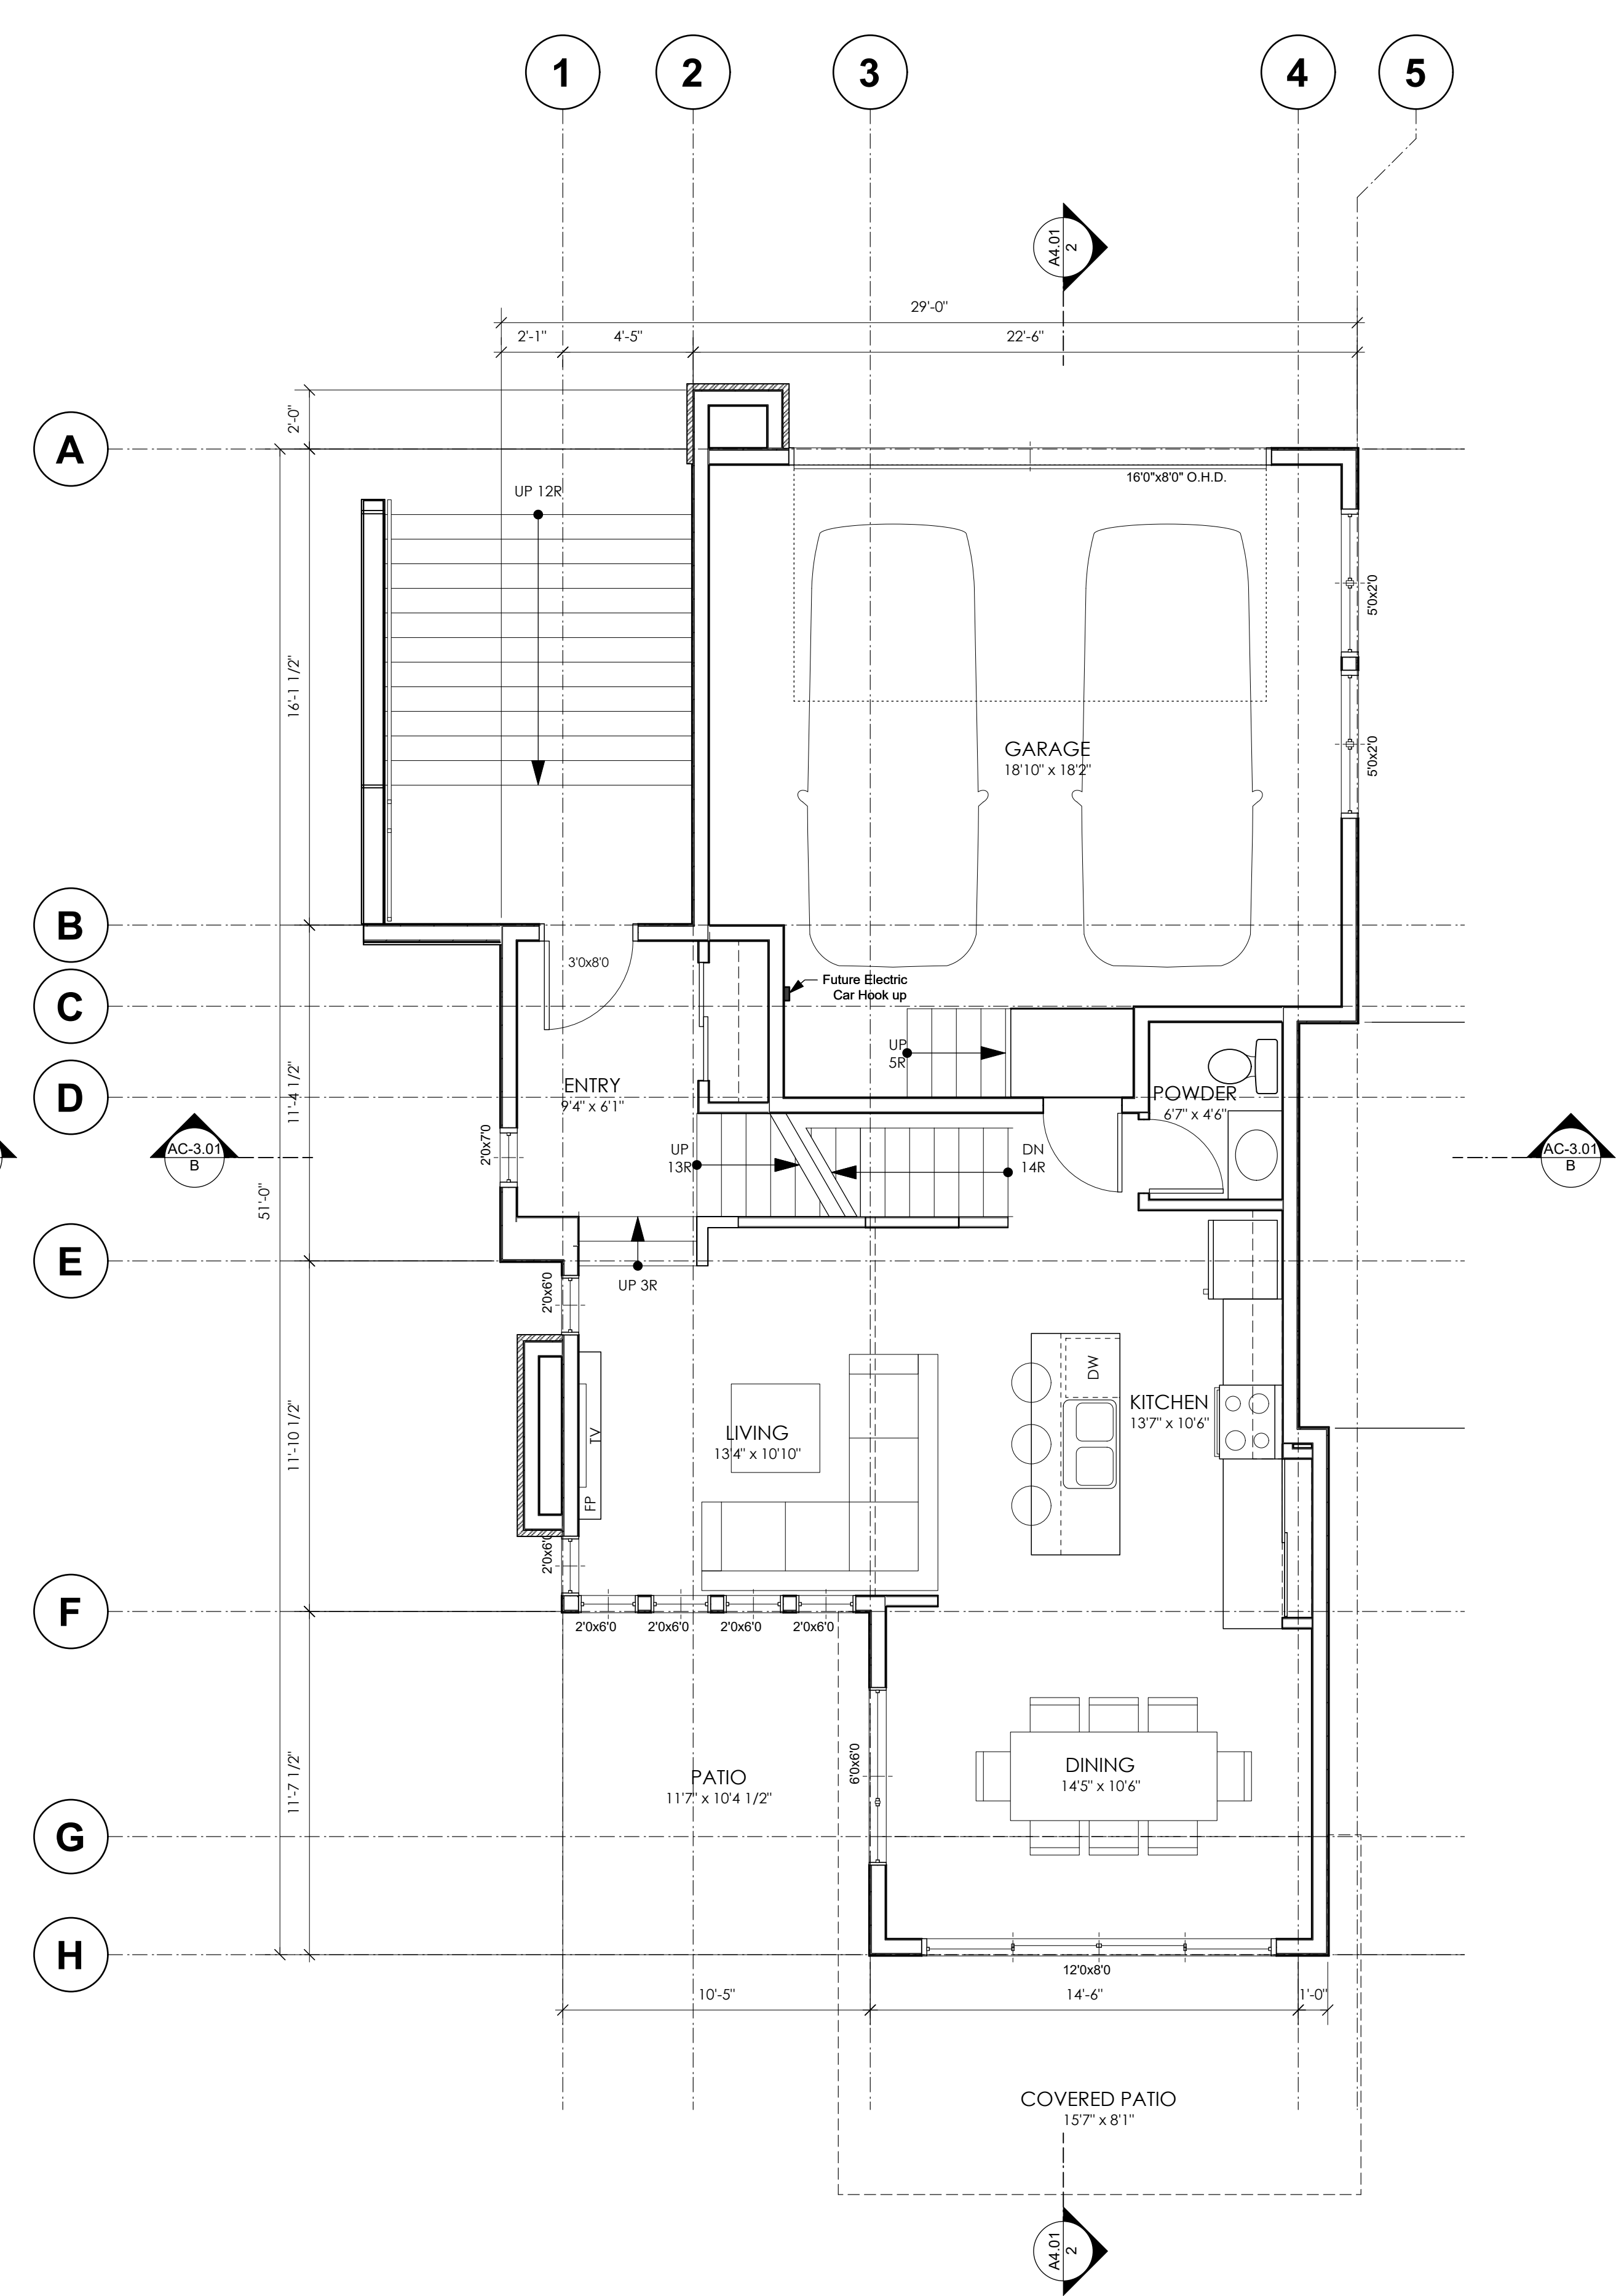 1
2
3
4
5
A4.01
2
29'-0"
2'-1"
4'-5"
22'-6"
2'-0"
A
16'0"x8'0" O.H.D.
UP 12R
5'0x2'0
16'-1 1/2"
GARAGE
18'10" x 18'2"
5'0x2'0
B
3'0x8'0
Future Electric
Car Hook up
C
UP
5R
D
ENTRY
9'4" x 6'1"
POWDER
6'7" x 4'6"
11'-4 1/2"
AC-3.01
B
2'0x7'0
UP
13R
DN
14R
AC-3.01
B
51'-0"
E
UP 3R
2'0x6'0
DW
KITCHEN
13'7" x 10'6"
LIVING
13'4" x 10'10"
TV
FP
11'-10 1/2"
2'0x6'0
F
2'0x6'0
2'0x6'0
2'0x6'0
2'0x6'0
6'0x6'0
PATIO
11'7" x 10'4 1/2"
DINING
14'5" x 10'6"
11'-7 1/2"
G
H
12'0x8'0
10'-5"
14'-6"
1'-0"
COVERED PATIO
15'7" x 8'1"
A4.01
2